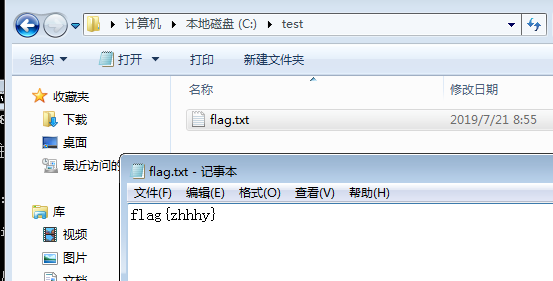 计算机 本地磁盘 (C:) test
组织 打开 打印 新建文件夹
名称 修改日期
收藏夹
flag.txt 2019/7/21 8:55
下载
桌面
最近访问的
flag.txt - 记事本
文件(F) 编辑(E) 格式(O) 查看(V) 帮助(H)
flag{zhhhy}
库
视频
图片
文档